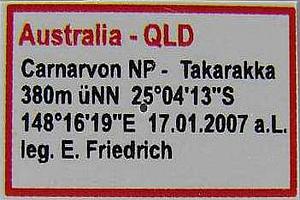 Australia - QLD
Carnarvon NP - Takarakka
380m üNN 25°04'13"S
148°16'19"E 17.01.2007 a.L.
leg. E. Friedrich